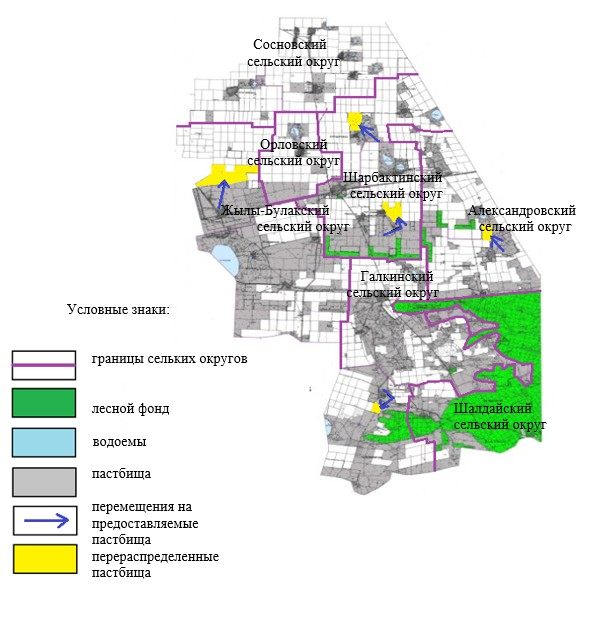 Сосновский
сельский округ
Орловский
сельский округ
Шарбактинский
сельский округ
Жылы-Булакский
сельский округ
Александровский
сельский округ
Галкинский
сельский округ
Шалдайский
сельский округ
Условные знаки:
границы сельких округов
лесной фонд
водоемы
пастбища
перемещения на
предоставляемые
пастбища
перераспределенные
пастбища